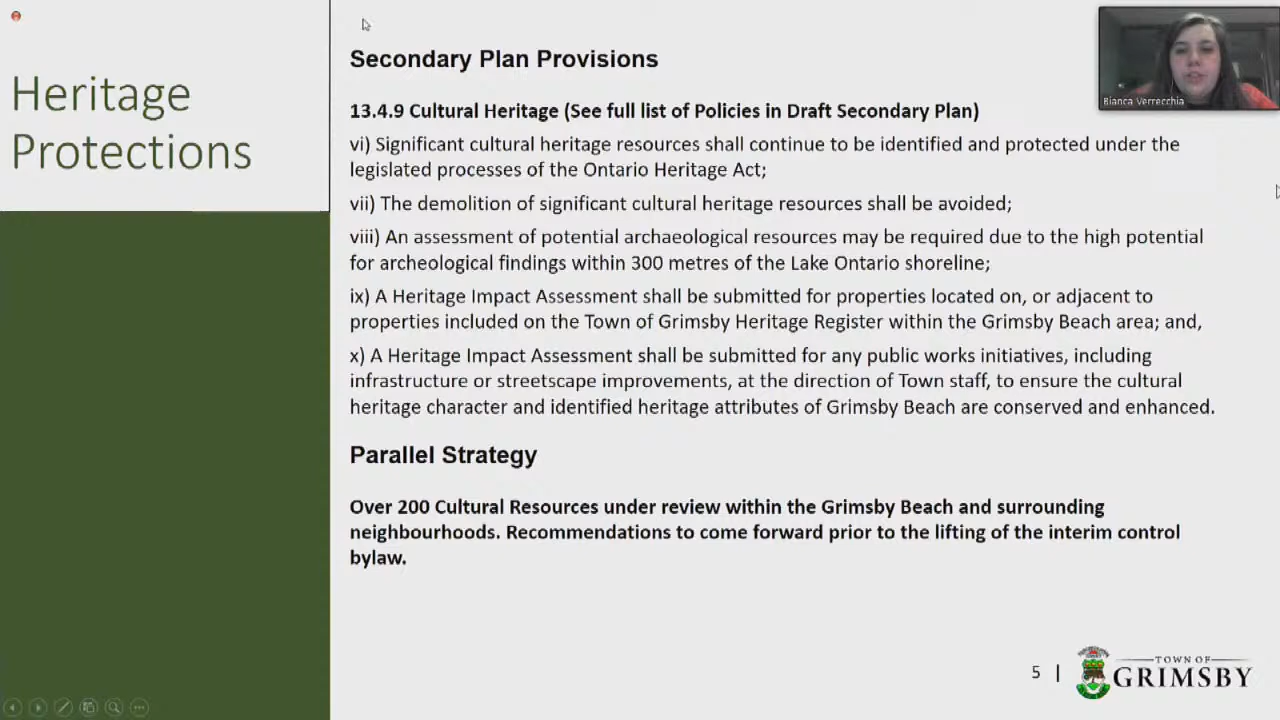 Heritage
Protections
Secondary Plan Provisions
13.4.9 Cultural Heritage (See full list of Policies in Draft Secondary Plan)
vi) Significant cultural heritage resources shall continue to be identified and protected under the
legislated processes of the Ontario Heritage Act;
vii) The demolition of significant cultural heritage resources shall be avoided;
viii) An assessment of potential archaeological resources may be required due to the high potential
for archeological findings within 300 metres of the Lake Ontario shoreline;
ix) A Heritage Impact Assessment shall be submitted for properties located on, or adjacent to
properties included on the Town of Grimsby Heritage Register within the Grimsby Beach area; and,
x) A Heritage Impact Assessment shall be submitted for any public works initiatives, including
infrastructure or streetscape improvements, at the direction of Town staff, to ensure the cultural
heritage character and identified heritage attributes of Grimsby Beach are conserved and enhanced.
Parallel Strategy
Over 200 Cultural Resources under review within the Grimsby Beach and surrounding
neighbourhoods. Recommendations to come forward prior to the lifting of the interim control
bylaw.
Bianca Verrecchia
5 |
TOWN OF
GRIMSBY